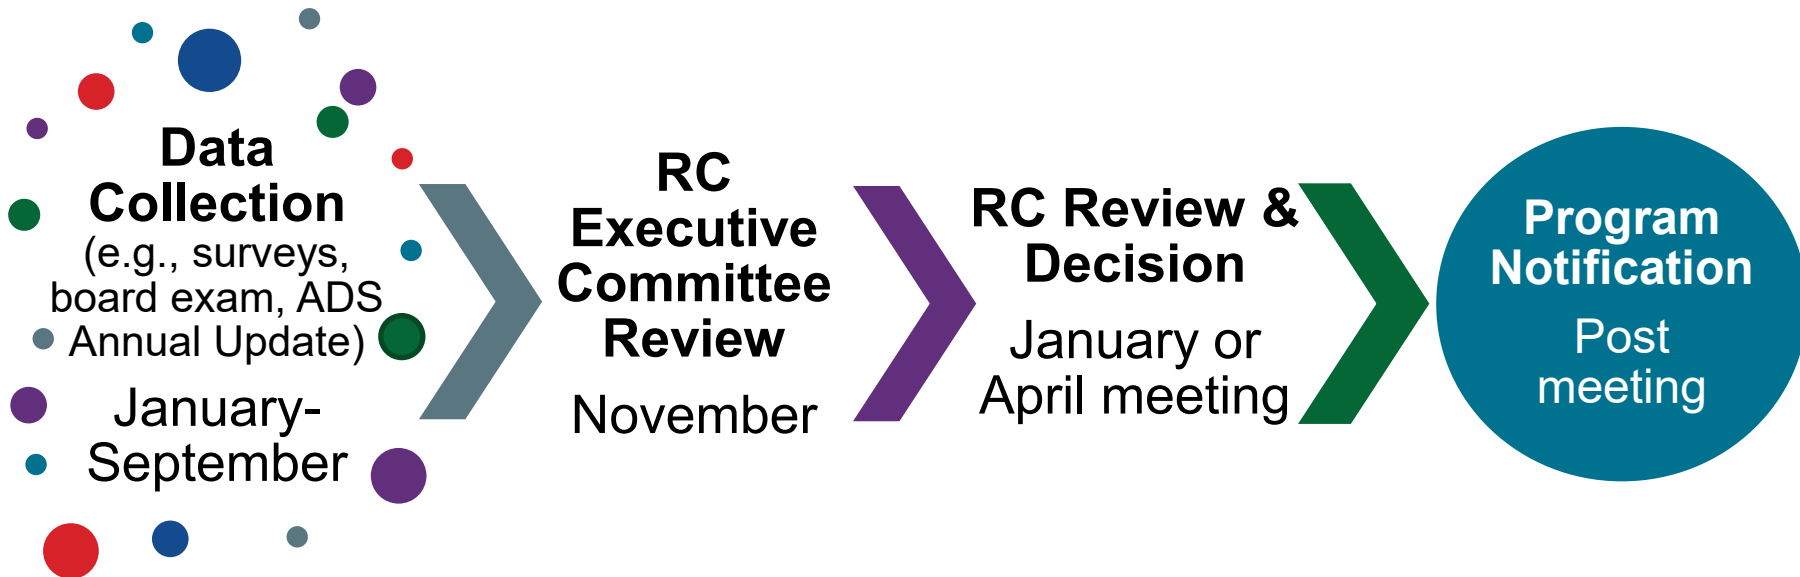 Data
Collection
(e.g., surveys,
board exam, ADS
Annual Update)
January-
September
RC
Executive
Committee
Review
November
RC Review &
Decision
January or
April meeting
Program
Notification
Post
meeting